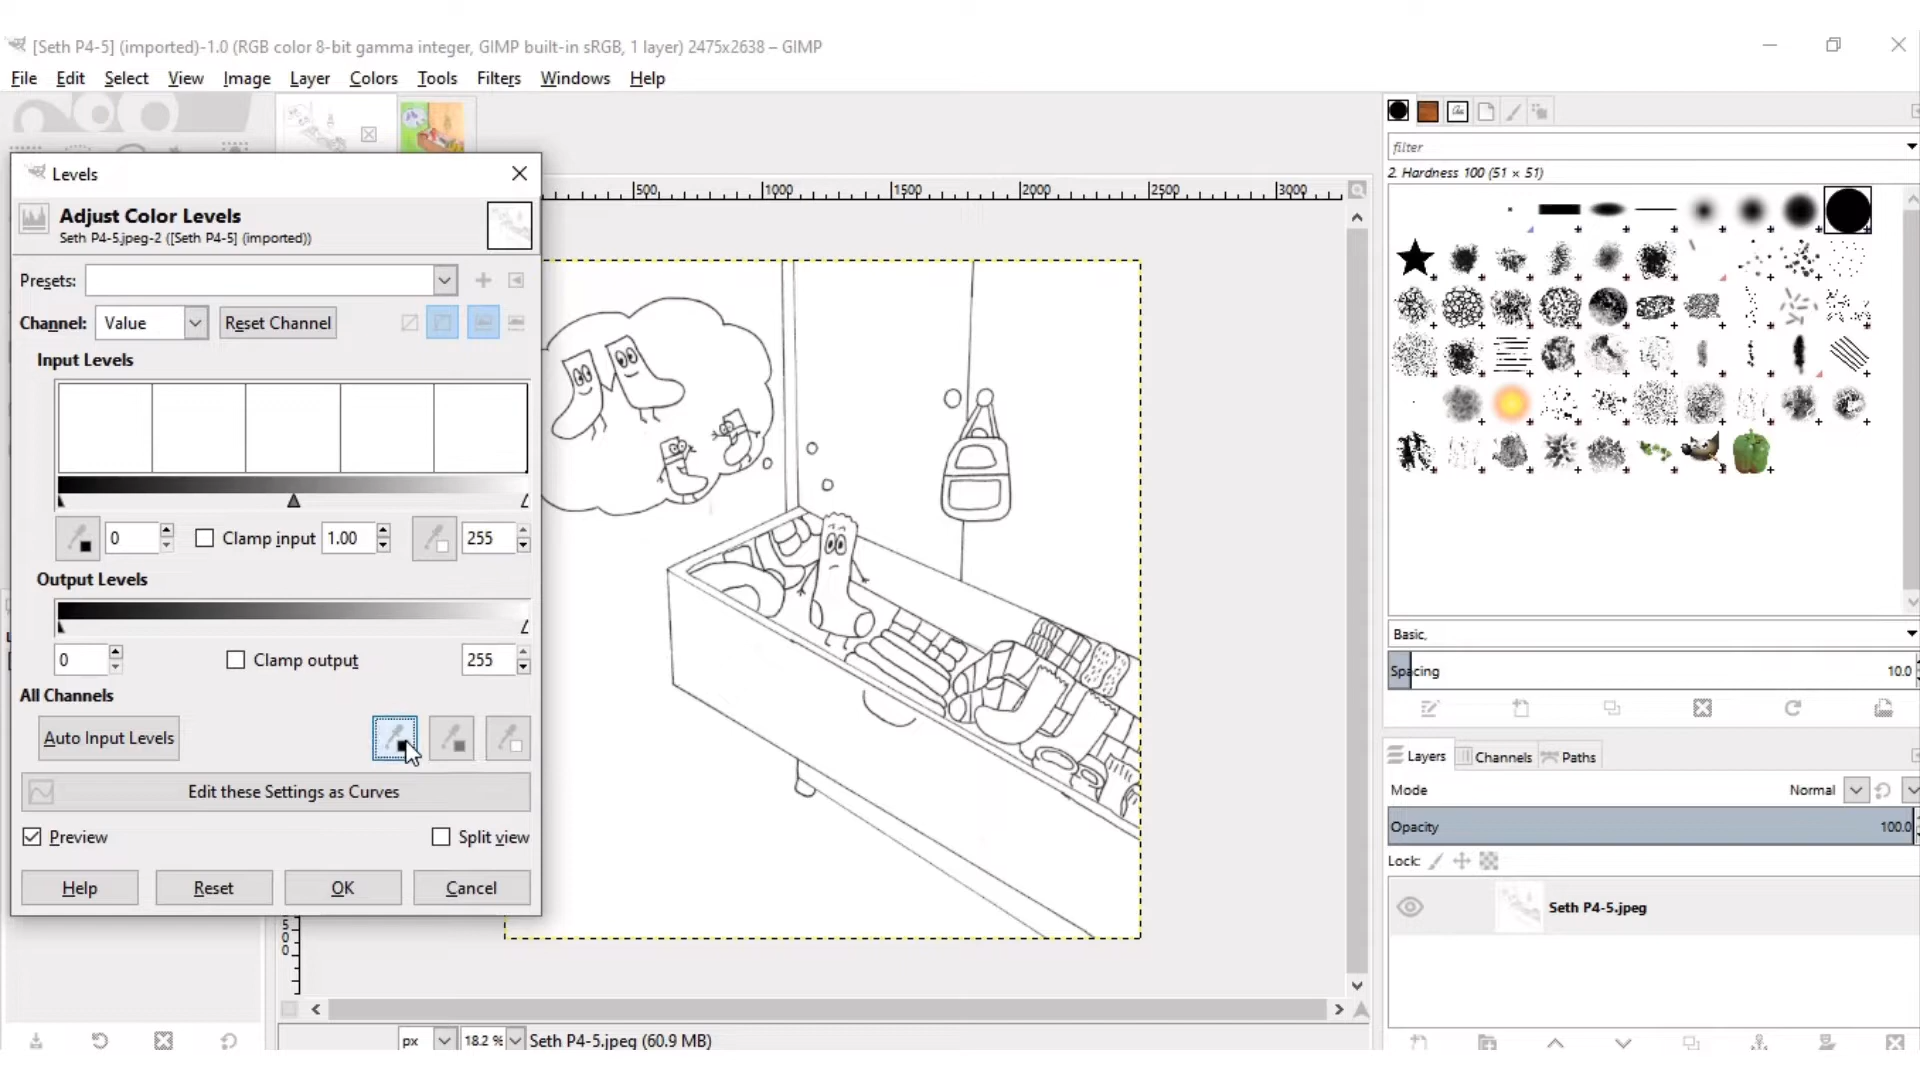 [Seth P4-5] (imported)-1.0 (RGB color 8-bit gamma integer, GIMP built-in sRGB, 1 layer) 2475x2638 – GIMP
File Edit Select View Image Layer Colors Tools Filters Windows Help
Levels
Adjust Color Levels
Seth P4-5.jpeg-2 ([Seth P4-5] (imported))
Presets:
Channel: Value Reset Channel
Input Levels
0 Clamp input 1.00 255
Output Levels
0 Clamp output 255
All Channels
Auto Input Levels
Edit these Settings as Curves
Preview Split view
Help Reset OK Cancel
500 1000 1500 2000 2500 3000
5
0
0
px 18.2 % Seth P4-5.jpeg (60.9 MB)
filter
2. Hardness 100 (51 × 51)
Basic,
Spacing 10.0
Layers Channels Paths
Mode Normal
Opacity 100.0
Lock:
Seth P4-5.jpeg